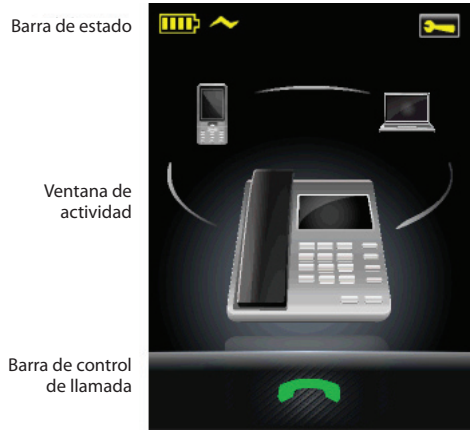 Barra de estado
Ventana de
actividad
Barra de control
de llamada